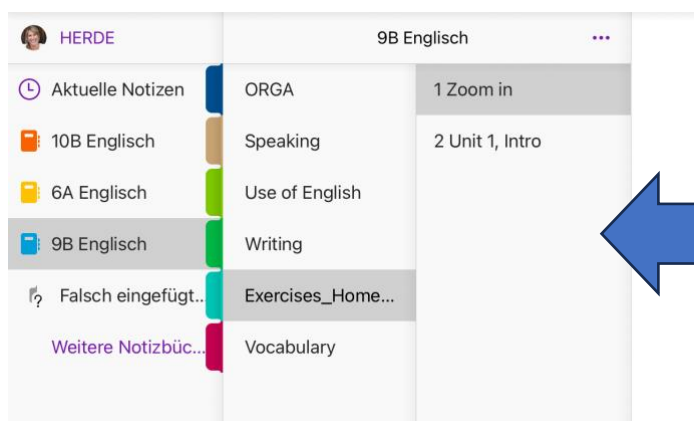 HERDE
9B Englisch
Aktuelle Notizen
10B Englisch
6A Englisch
9B Englisch
Falsch eingefügt...
Weitere Notizbüc...
ORGA
Speaking
Use of English
Writing
Exercises_Home...
Vocabulary
1 Zoom in
2 Unit 1, Intro